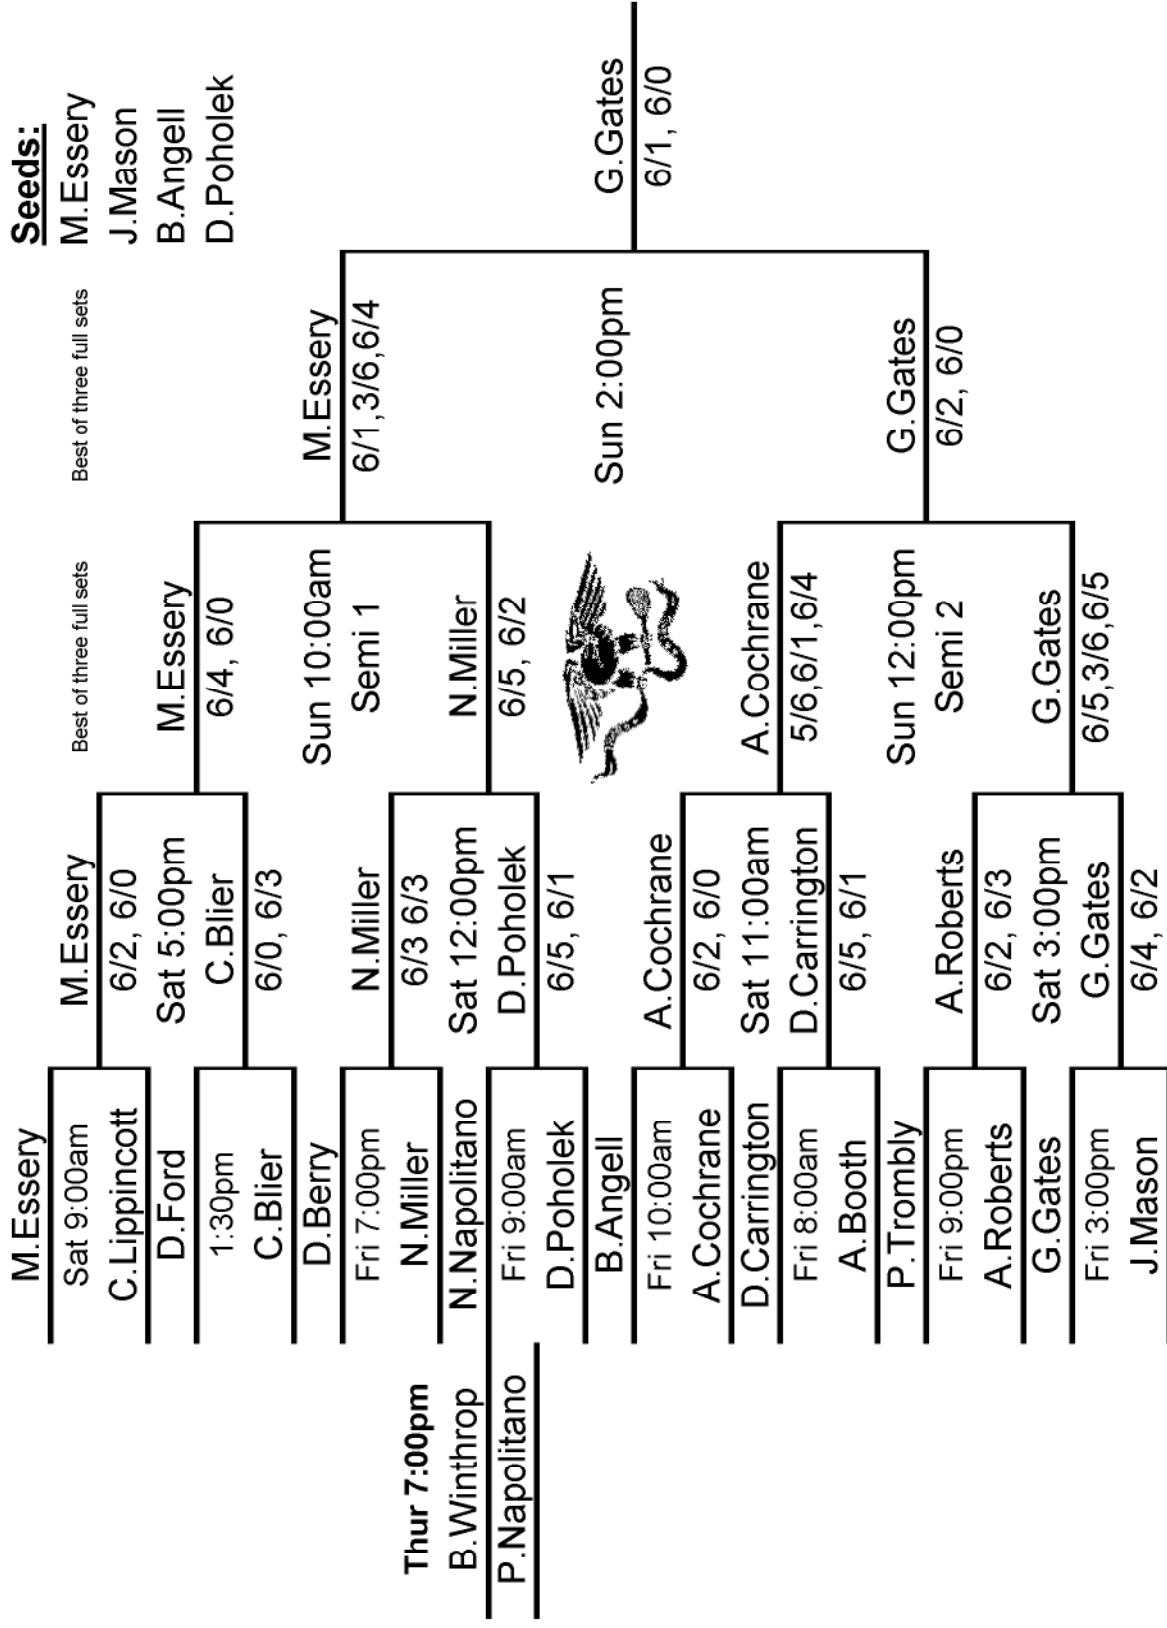 Seeds:
M.Essery
J.Mason
B.Angell
D.Poholek
Best of three full sets
Best of three full sets
Thur 7:00pm
B.Winthrop
P.Napolitano
M.Essery
Sat 9:00am
C.Lippincott
D.Ford
1:30pm
C.Blier
D.Berry
Fri 7:00pm
N.Miller
N.Napolitano
Fri 9:00am
D.Poholek
B.Angell
Fri 10:00am
A.Cochrane
D.Carrington
Fri 8:00am
A.Booth
P.Trombly
Fri 9:00pm
A.Roberts
G.Gates
Fri 3:00pm
J.Mason
M.Essery
6/2, 6/0
Sat 5:00pm
C.Blier
6/0, 6/3
N.Miller
6/3 6/3
Sat 12:00pm
D.Poholek
6/5, 6/1
A.Cochrane
6/2, 6/0
Sat 11:00am
D.Carrington
6/5, 6/1
A.Roberts
6/2, 6/3
Sat 3:00pm
G.Gates
6/4, 6/2
M.Essery
6/4, 6/0
Sun 10:00am
Semi 1
N.Miller
6/5, 6/2
A.Cochrane
5/6,6/1,6/4
Sun 12:00pm
Semi 2
G.Gates
6/5,3/6,6/5
M.Essery
6/1,3/6,6/4
Sun 2:00pm
G.Gates
6/2, 6/0
G.Gates
6/1, 6/0